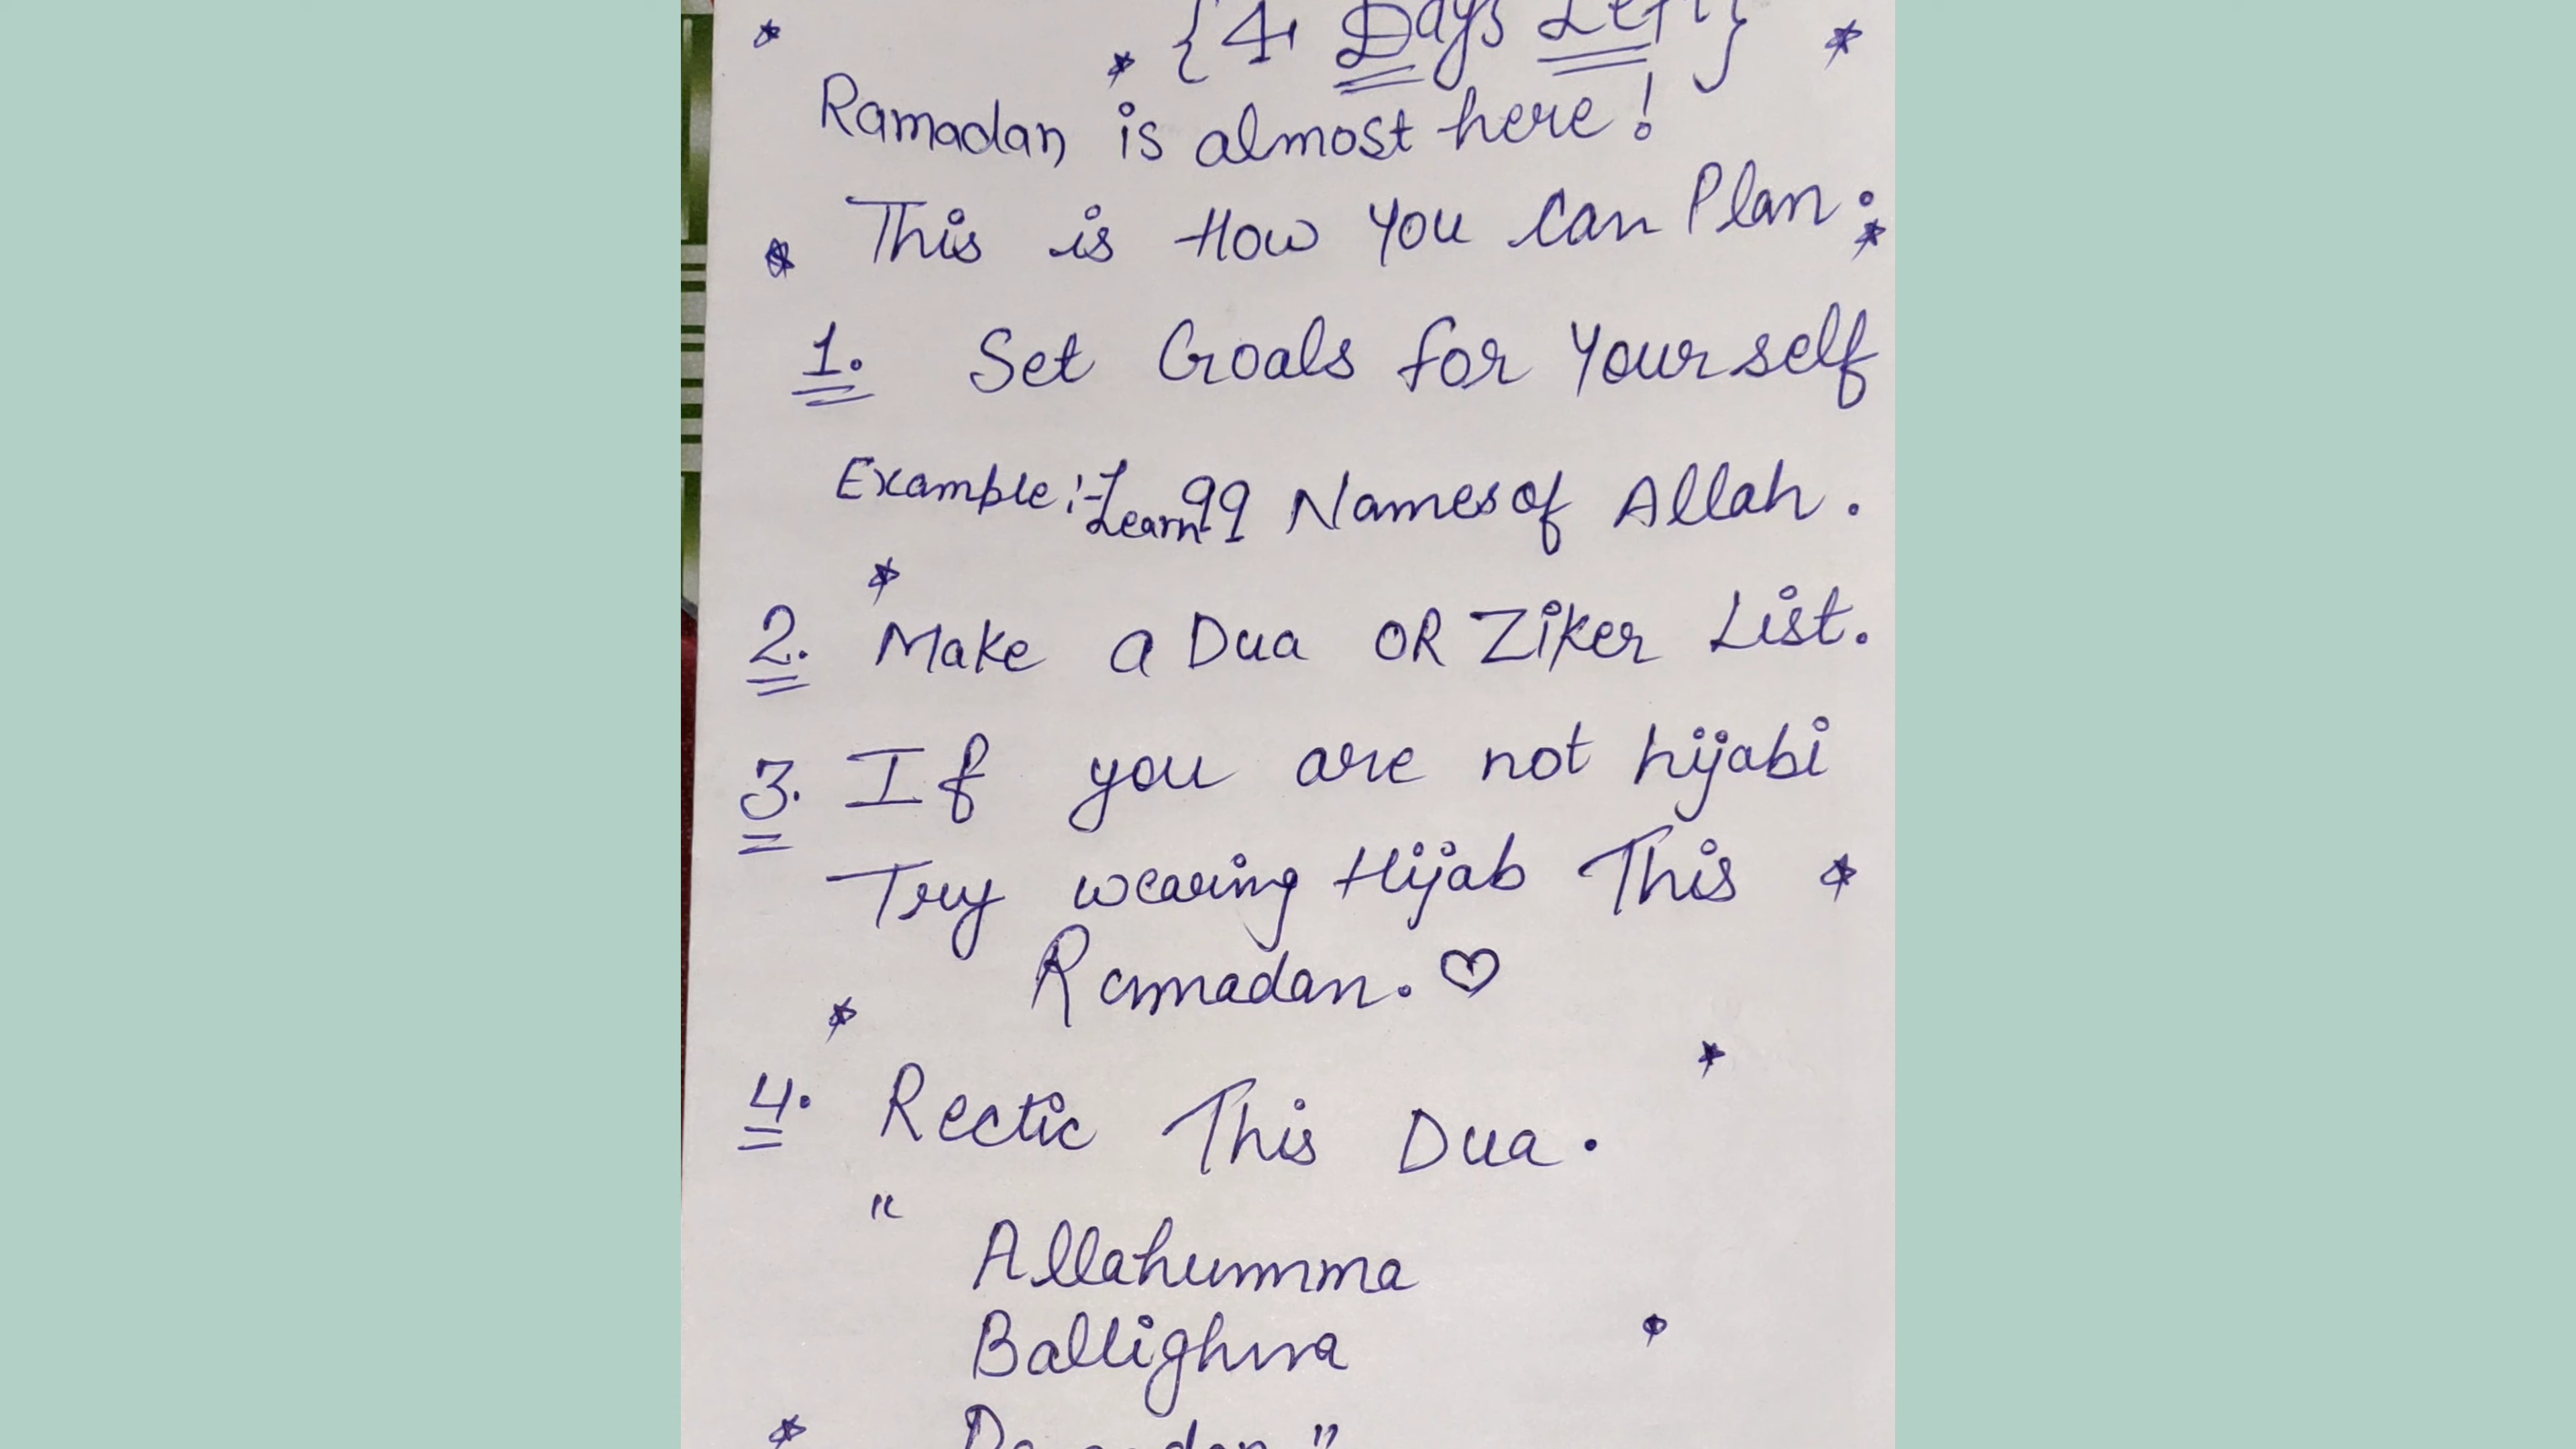 {4 Days Left}
Ramadan is almost here!
This is How You Can Plan:
1. Set Goals for Yourself
Example:- Learn 99 Names of Allah.
2. Make a Dua OR Ziker List.
3. If you are not hijabi
Try wearing Hijab This
Ramadan. ♡
4. Rectic This Dua.
"
Allahumma
Ballighna
Ramadan"